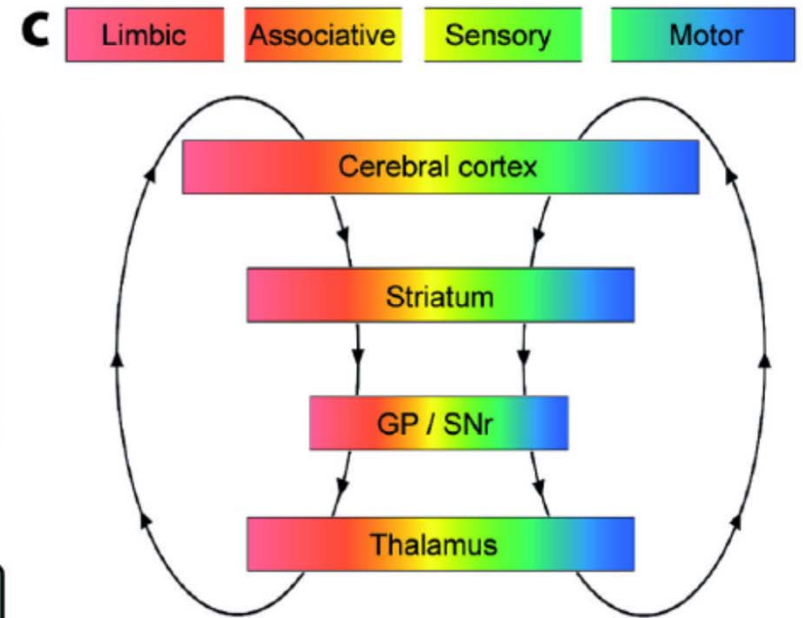 C Limbic Associative Sensory Motor
Cerebral cortex
Striatum
GP / SNr
Thalamus